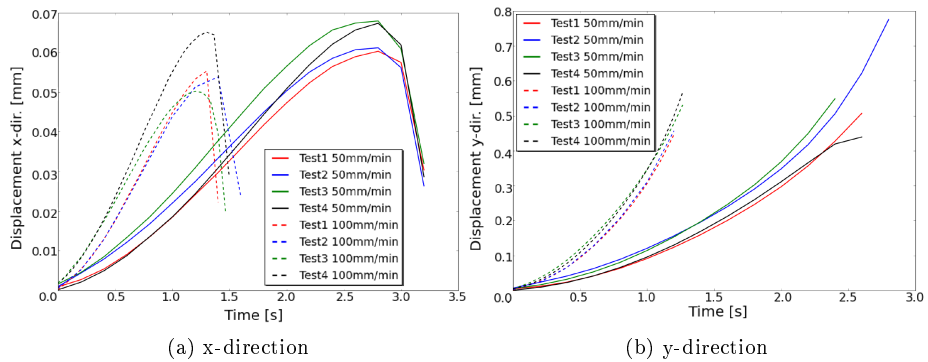 0.07
0.06
0.05
0.04
0.03
0.02
0.01
0.00
Displacement x-dir. [mm]
0.0 0.5 1.0 1.5 2.0 2.5 3.0 3.5
Time [s]
Test1 50mm/min
Test2 50mm/min
Test3 50mm/min
Test4 50mm/min
Test1 100mm/min
Test2 100mm/min
Test3 100mm/min
Test4 100mm/min
(a) x-direction
0.8
0.7
0.6
0.5
0.4
0.3
0.2
0.1
0.0
Displacement y-dir. [mm]
0.0 0.5 1.0 1.5 2.0 2.5 3.0
Time [s]
Test1 50mm/min
Test2 50mm/min
Test3 50mm/min
Test4 50mm/min
Test1 100mm/min
Test2 100mm/min
Test3 100mm/min
Test4 100mm/min
(b) y-direction